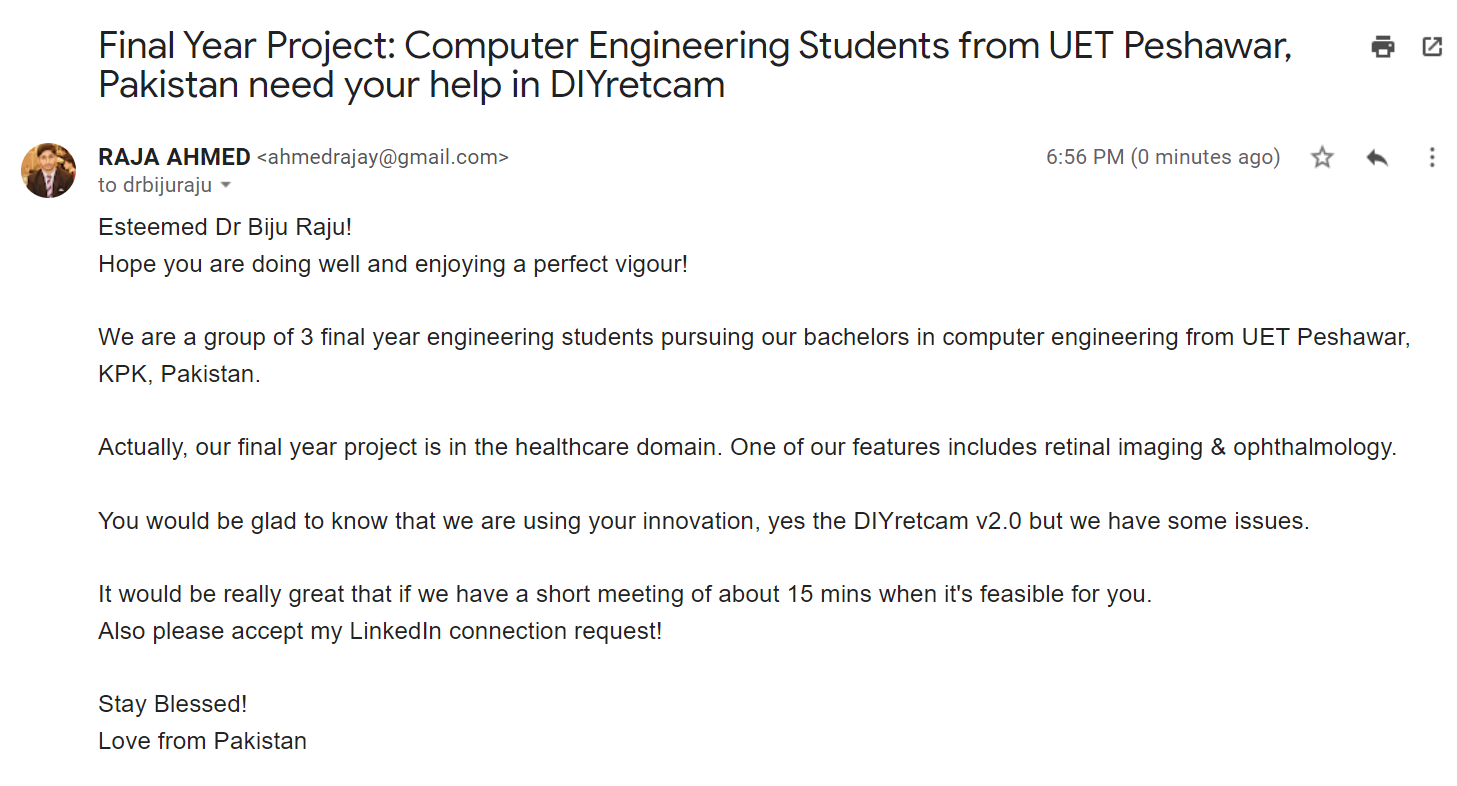 Final Year Project: Computer Engineering Students from UET Peshawar,
Pakistan need your help in DIYretcam
RAJA AHMED <ahmedrajay@gmail.com>
6:56 PM (0 minutes ago)
to drbijuraju
Esteemed Dr Biju Raju!
Hope you are doing well and enjoying a perfect vigour!
We are a group of 3 final year engineering students pursuing our bachelors in computer engineering from UET Peshawar,
KPK, Pakistan.
Actually, our final year project is in the healthcare domain. One of our features includes retinal imaging & ophthalmology.
You would be glad to know that we are using your innovation, yes the DIYretcam v2.0 but we have some issues.
It would be really great that if we have a short meeting of about 15 mins when it's feasible for you.
Also please accept my LinkedIn connection request!
Stay Blessed!
Love from Pakistan